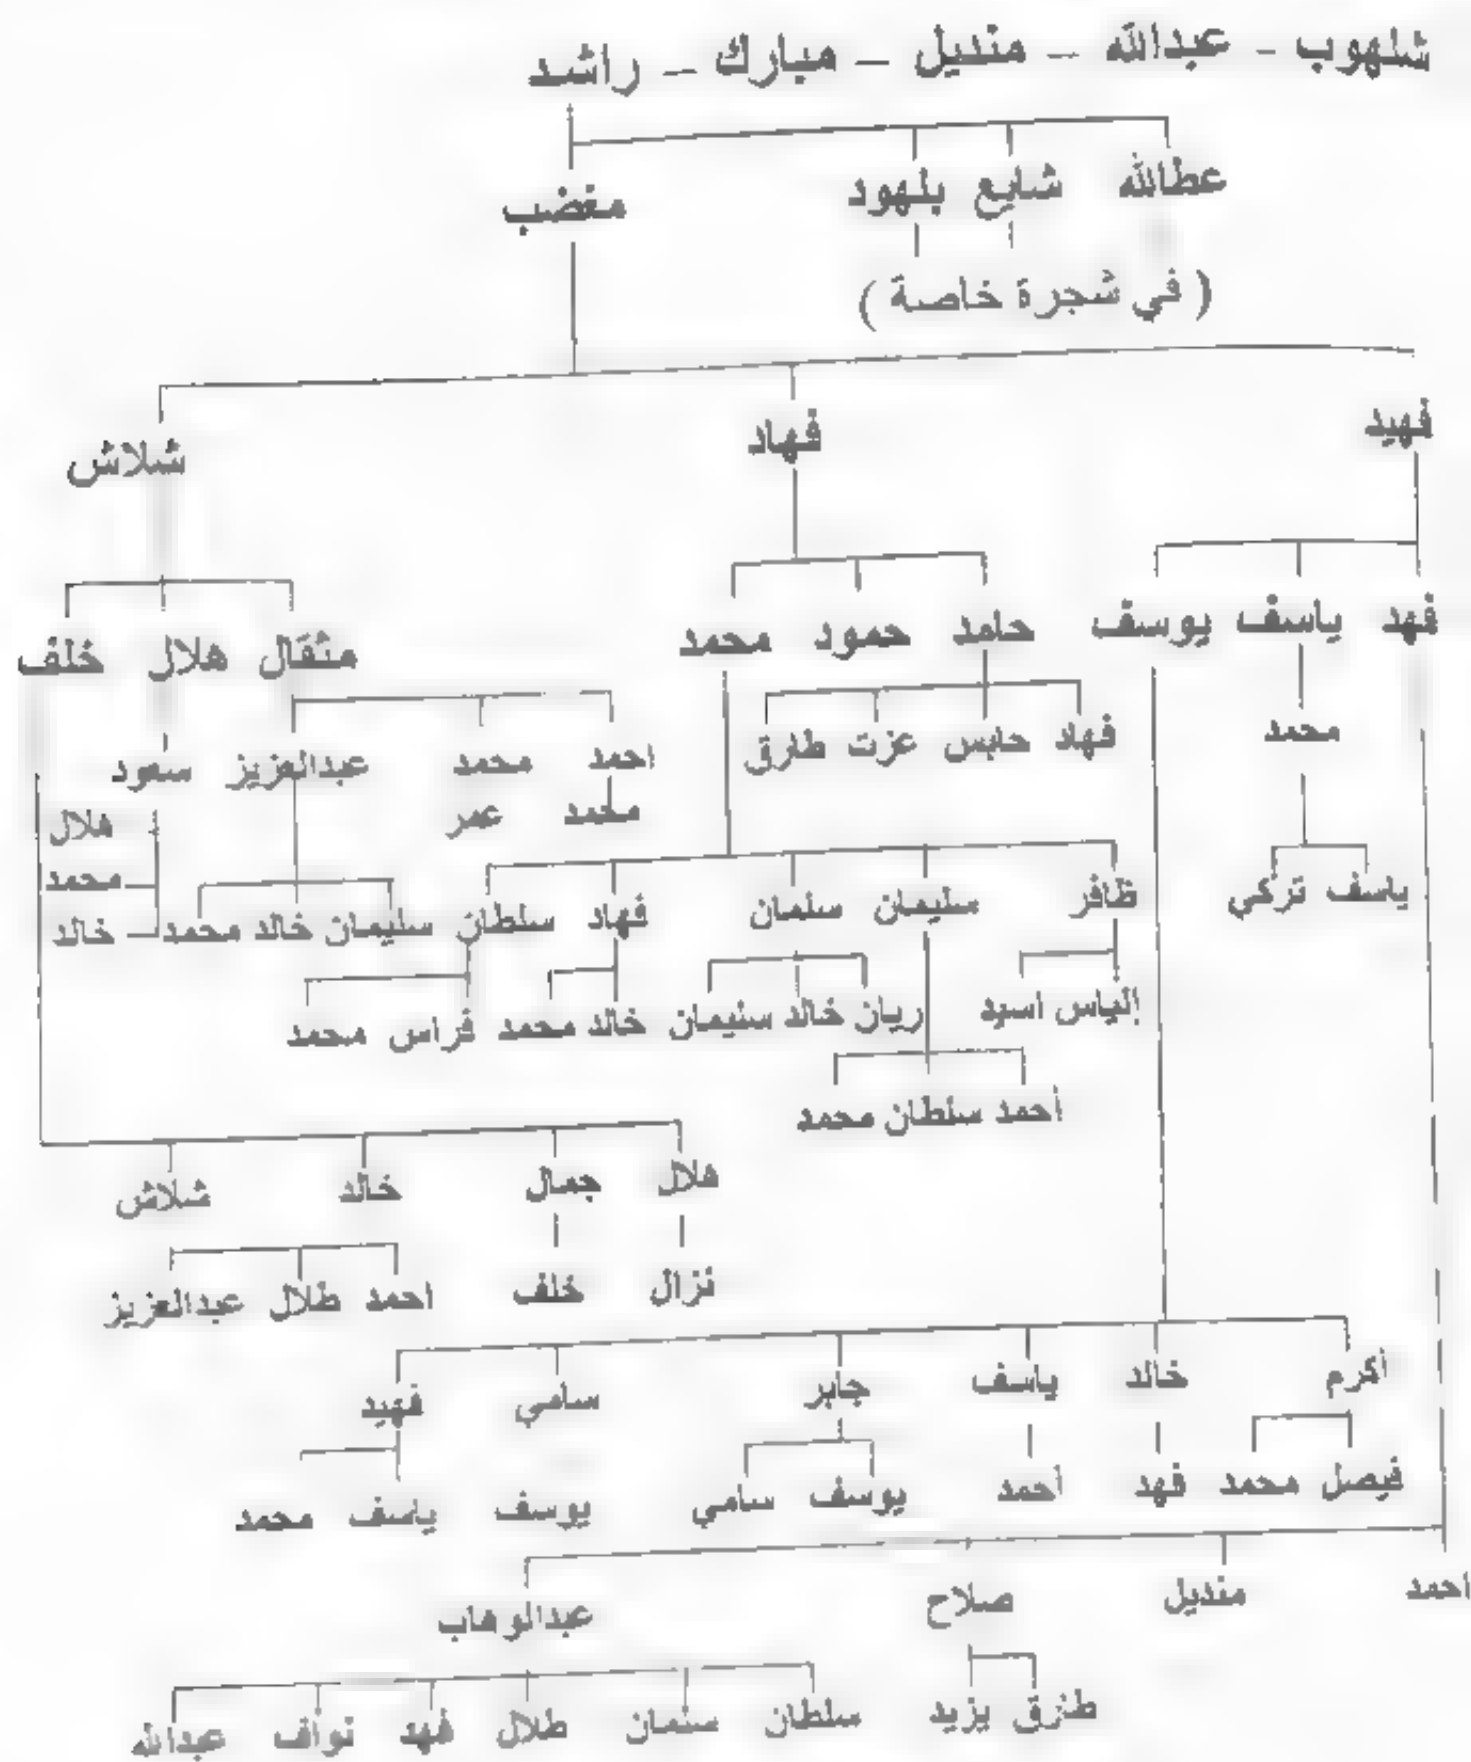 شلهوب - عبدالله - منديل - مبارك - راشد
عطالله شايع بلهود مغضب
( في شجرة خاصة )
فهيد فهاد شلاش
فهد ياسف يوسف حامد حمود محمد مثقال هلال خلف
محمد فهاد حابس عزت طارق احمد محمد عبدالعزيز سعود
محمد عمر هلال
محمد
ياسف تركي ظافر سليمان سلمان فهاد سلطان سليمان خالد محمد خالد
إلياس اسيد ريان خالد سليمان خالد محمد فراس محمد
أحمد سلطان محمد
هلال جمال خالد شلاش
نزال خلف احمد طلال عبدالعزيز
أكرم خالد ياسف جابر سامي فهيد
فيصل محمد فهد أحمد يوسف سامي يوسف ياسف محمد
احمد منديل صلاح عبدالوهاب
يزيد سلطان سلمان طلال فهد نواف عبدالله